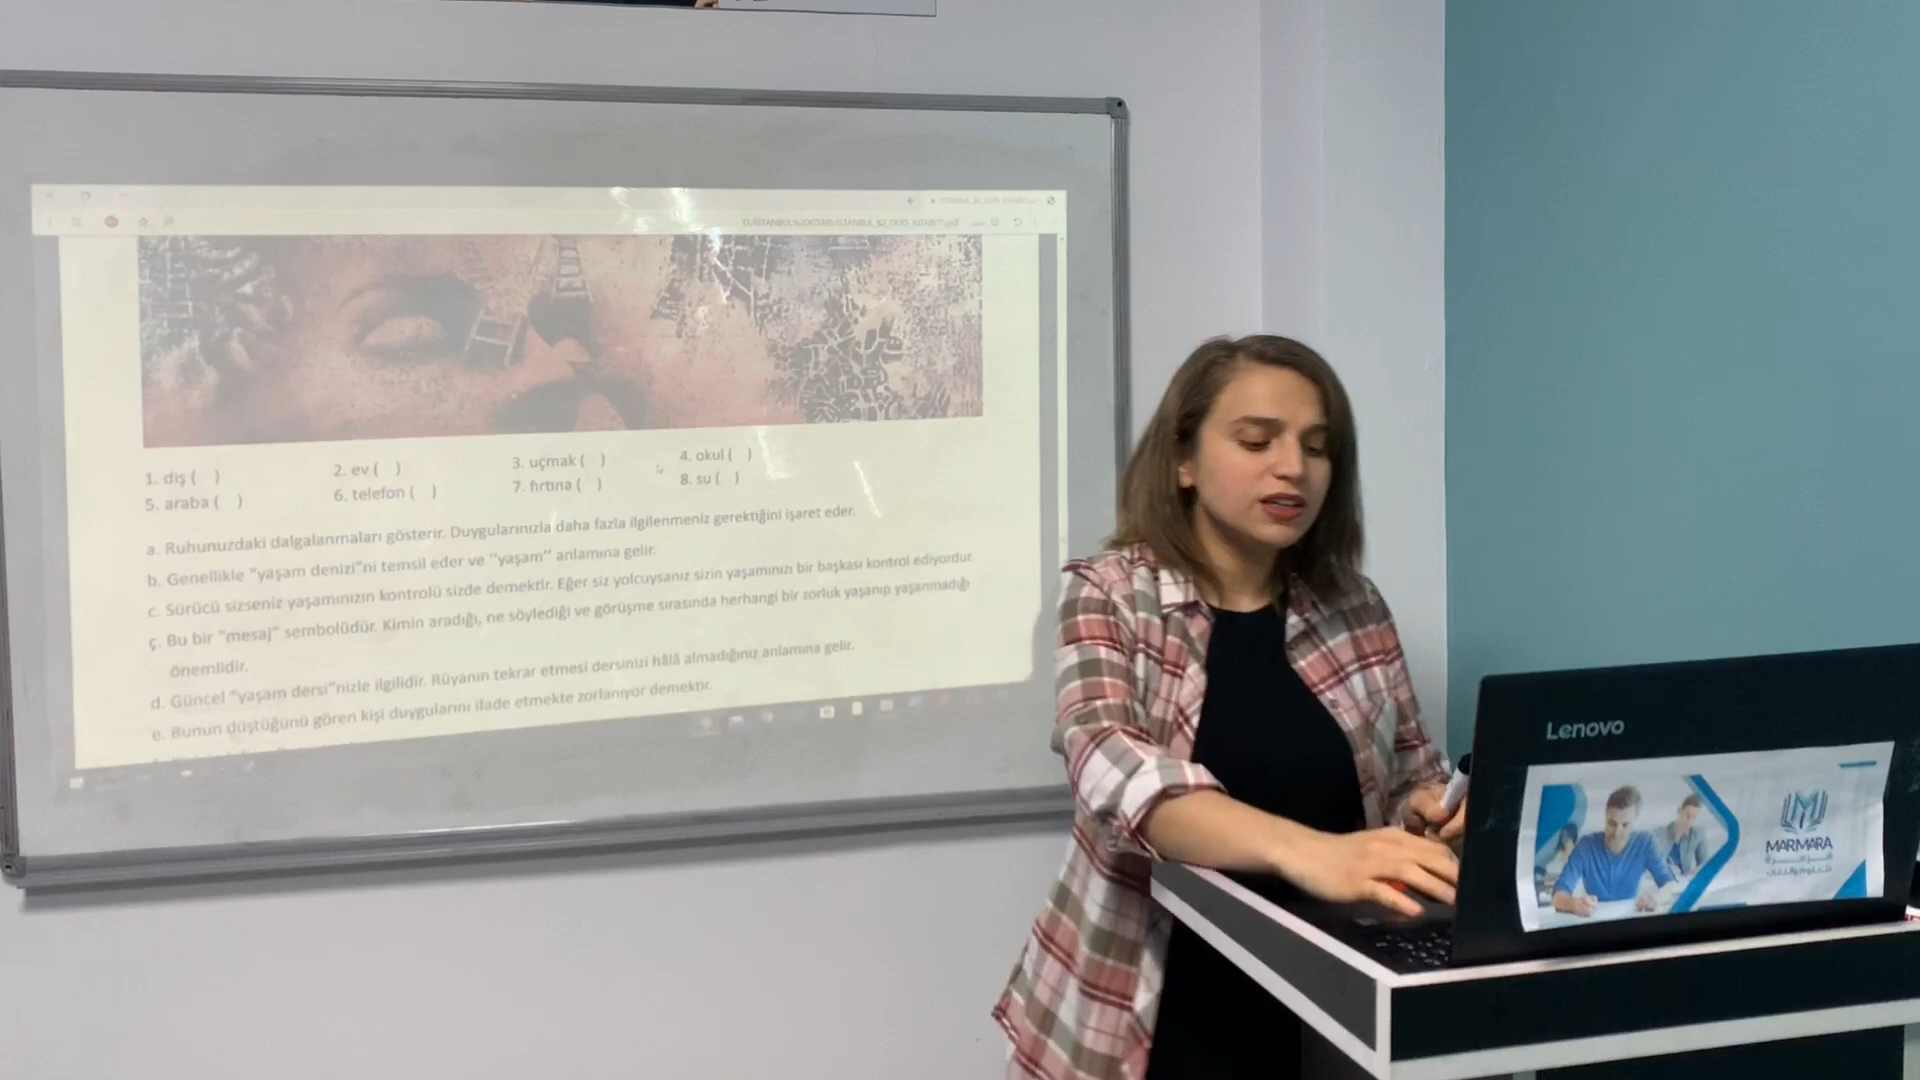 1. diş ( ) 2. ev ( ) 3. uçmak ( ) 4. okul ( )
5. araba ( ) 6. telefon ( ) 7. fırtına ( ) 8. su ( )
a. Ruhunuzdaki dalgalanmaları gösterir. Duygularınızla daha fazla ilgilenmeniz gerektiğini işaret eder.
b. Genellikle "yaşam denizi"ni temsil eder ve "yaşam" anlamına gelir.
c. Sürücü sizseniz yaşamınızın kontrolü sizde demektir. Eğer siz yolcuysanız sizin yaşamınızı bir başkası kontrol ediyordur.
ç. Bu bir "mesaj" sembolüdür. Kimin aradığı, ne söylediği ve görüşme sırasında herhangi bir zorluk yaşanıp yaşanmadığı
önemlidir.
d. Güncel "yaşam dersi"nizle ilgilidir. Rüyanın tekrar etmesi dersinizi hâlâ almadığınız anlamına gelir.
e. Bunun düştüğünü gören kişi duygularını ifade etmekte zorlanıyor demektir.
Lenovo
MARMARA
مرمرة
للعلوم واللغات